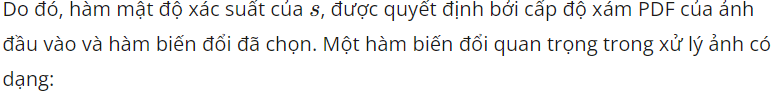 Do đó, hàm mật độ xác suất của s, được quyết định bởi cấp độ xám PDF của ảnh
đầu vào và hàm biến đổi đã chọn. Một hàm biến đổi quan trọng trong xử lý ảnh có
dạng: